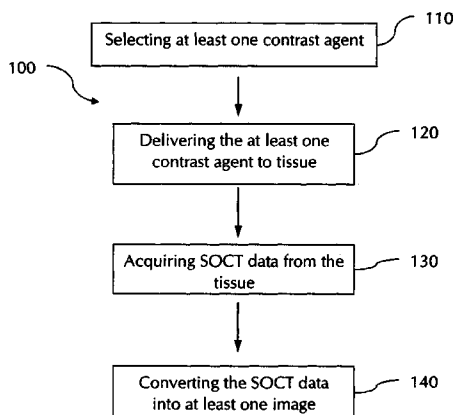 110
Selecting at least one contrast agent
100
120
Delivering the at least one
contrast agent to tissue
130
Acquiring SOCT data from the
tissue
140
Converting the SOCT data
into at least one image